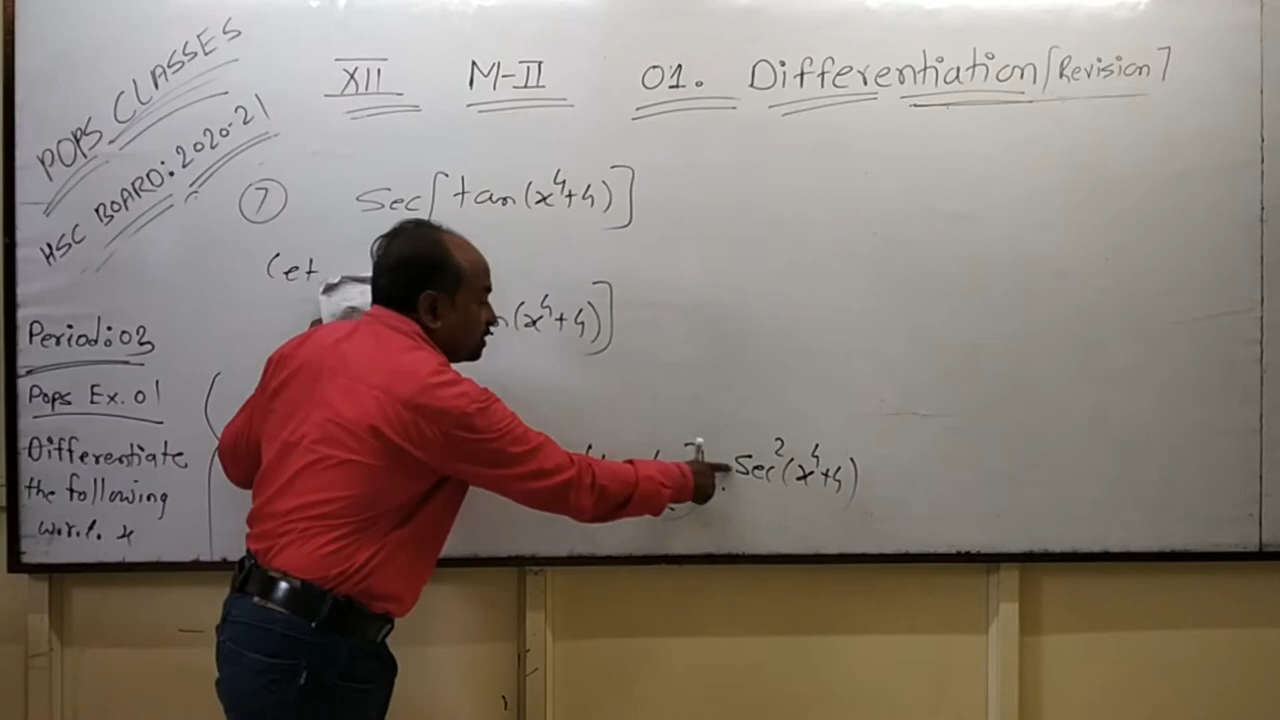 POPS CLASSES
HSC BOARD: 2020-21
XII M-II 01. Differentiation [Revision]
7 Sec[tan(x⁴+4)]
Let
n(x⁴+4)]
Period: 03
Pops Ex. 01
Differentiate
the following
w.r.t. x
. Sec²(x⁴+4)